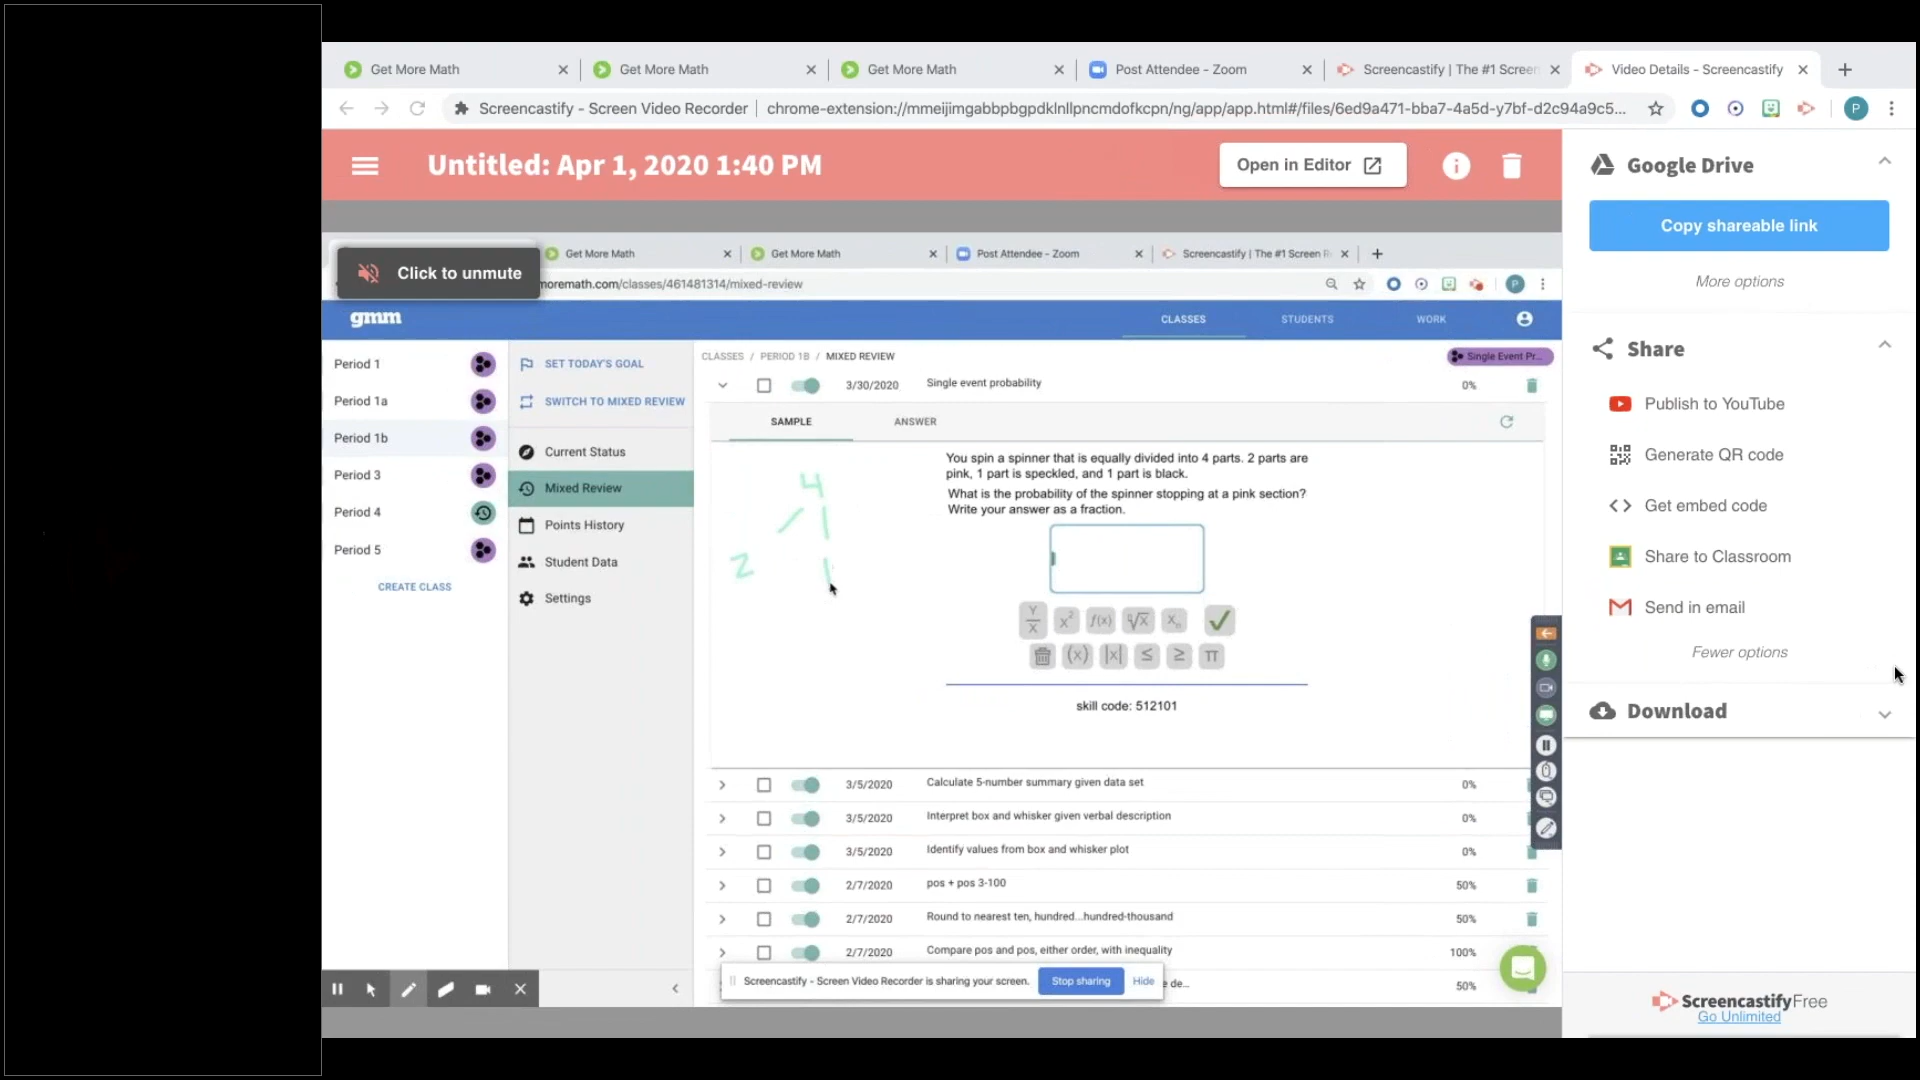 Get More Math
Get More Math
Get More Math
Post Attendee - Zoom
Screencastify | The #1 Screen
Video Details - Screencastify
Screencastify - Screen Video Recorder
chrome-extension://mmeijimgabbpbgpdklnllpncmdofkcpn/ng/app/app.html#/files/6ed9a471-bba7-4a5d-y7bf-d2c94a9c5...
P
Untitled: Apr 1, 2020 1:40 PM
Open in Editor
Click to unmute
Get More Math
Get More Math
Post Attendee - Zoom
Screencastify | The #1 Screen R
oremath.com/classes/461481314/mixed-review
P
gmm
CLASSES
STUDENTS
WORK
Period 1
Period 1a
Period 1b
Period 3
Period 4
Period 5
CREATE CLASS
SET TODAY'S GOAL
SWITCH TO MIXED REVIEW
Current Status
Mixed Review
Points History
Student Data
Settings
CLASSES / PERIOD 1B / MIXED REVIEW
Single Event Pr...
3/30/2020 Single event probability 0%
SAMPLE
ANSWER
You spin a spinner that is equally divided into 4 parts. 2 parts are
pink, 1 part is speckled, and 1 part is black.
What is the probability of the spinner stopping at a pink section?
Write your answer as a fraction.
4
2
1
Y/X x² f(x) ∜x Xn ✓
(x) |x| ≤ ≥ π
skill code: 512101
3/5/2020 Calculate 5-number summary given data set 0%
3/5/2020 Interpret box and whisker given verbal description 0%
3/5/2020 Identify values from box and whisker plot 0%
2/7/2020 pos + pos 3-100 50%
2/7/2020 Round to nearest ten, hundred...hundred-thousand 50%
2/7/2020 Compare pos and pos, either order, with inequality 100%
e de... 50%
Screencastify - Screen Video Recorder is sharing your screen.
Stop sharing
Hide
Google Drive
Copy shareable link
More options
Share
Publish to YouTube
Generate QR code
Get embed code
Share to Classroom
Send in email
Fewer options
Download
ScreencastifyFree
Go Unlimited